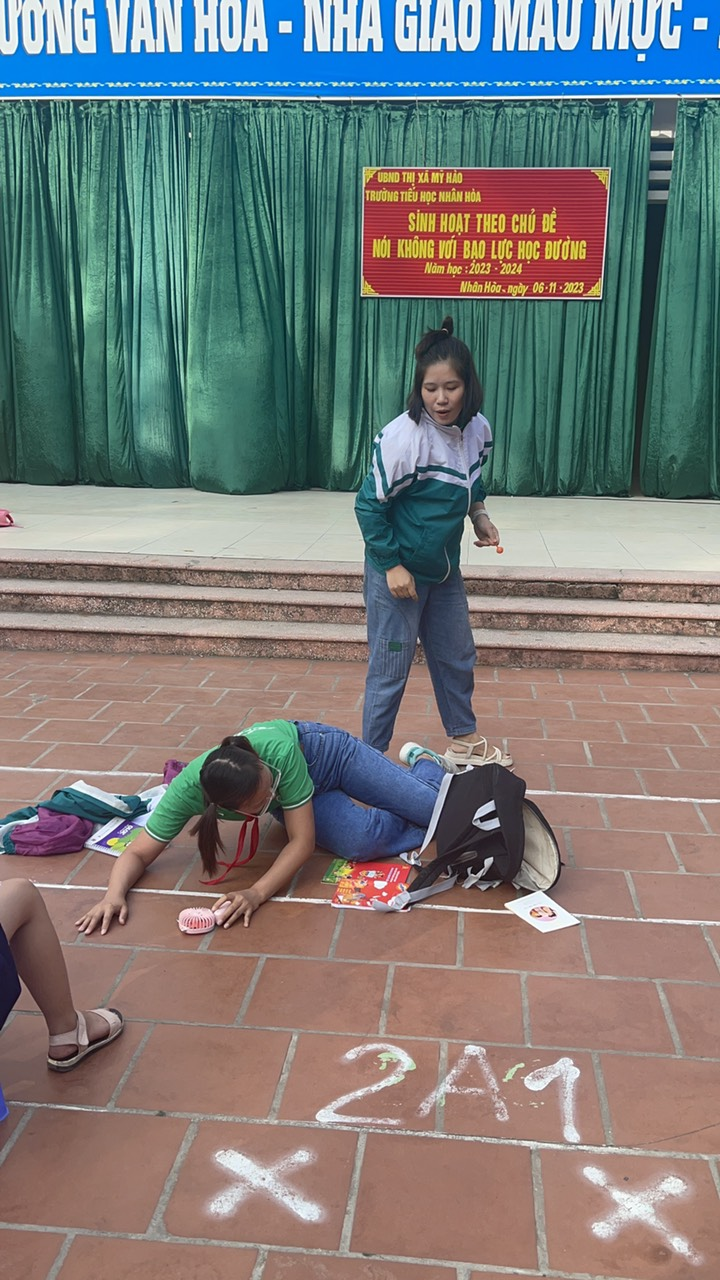 ƯƠNG VĂN HÓA - NHÀ GIÁO MẪU MỰC -
UBND THỊ XÃ MỸ HÀO
TRƯỜNG TIỂU HỌC NHÂN HÒA
SINH HOẠT THEO CHỦ ĐỀ
NÓI KHÔNG VỚI BẠO LỰC HỌC ĐƯỜNG
Năm học : 2023 - 2024
Nhân Hòa, ngày 06-11-2023
2A1
X X